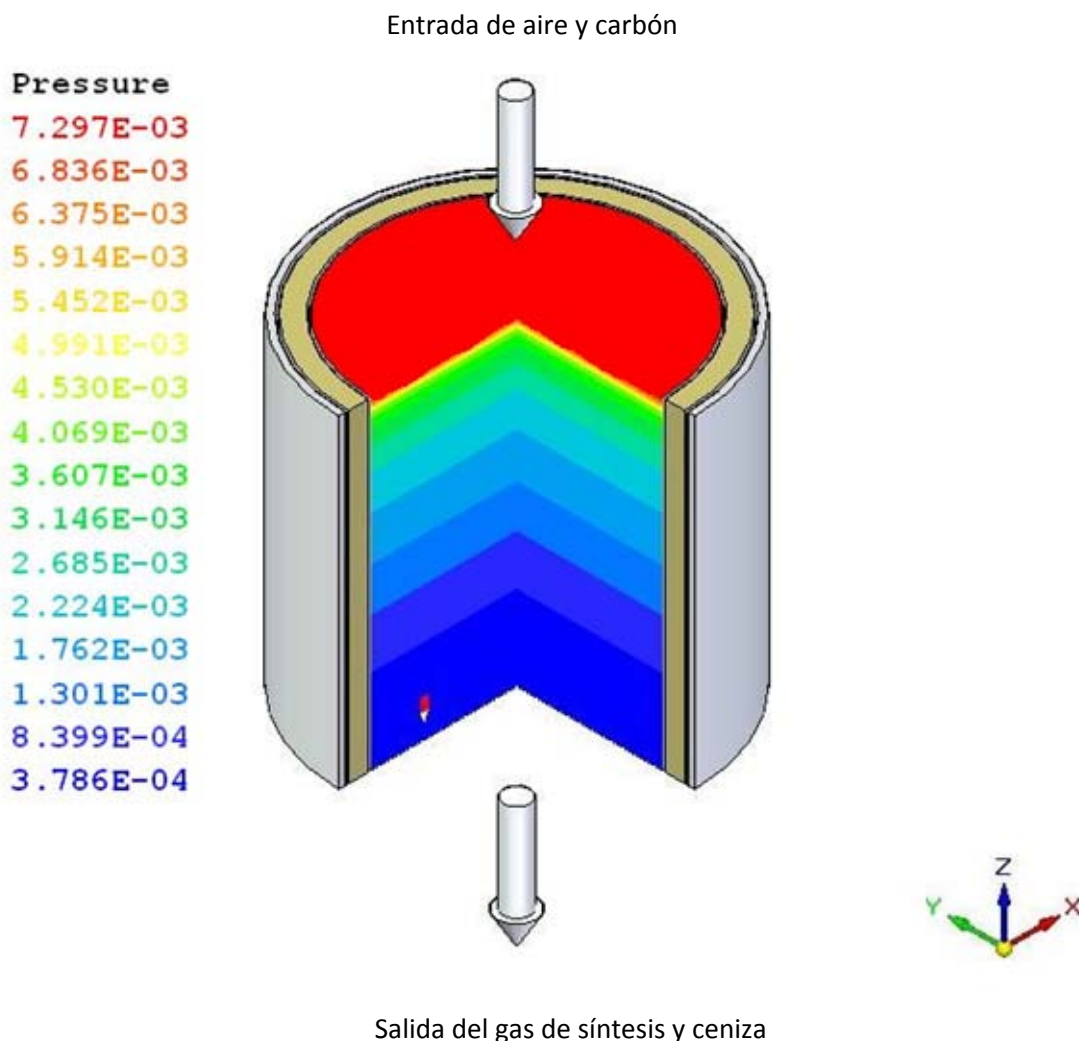 Entrada de aire y carbón
Pressure
7.297E-03
6.836E-03
6.375E-03
5.914E-03
5.452E-03
4.991E-03
4.530E-03
4.069E-03
3.607E-03
3.146E-03
2.685E-03
2.224E-03
1.762E-03
1.301E-03
8.399E-04
3.786E-04
Z
Y
X
Salida del gas de síntesis y ceniza